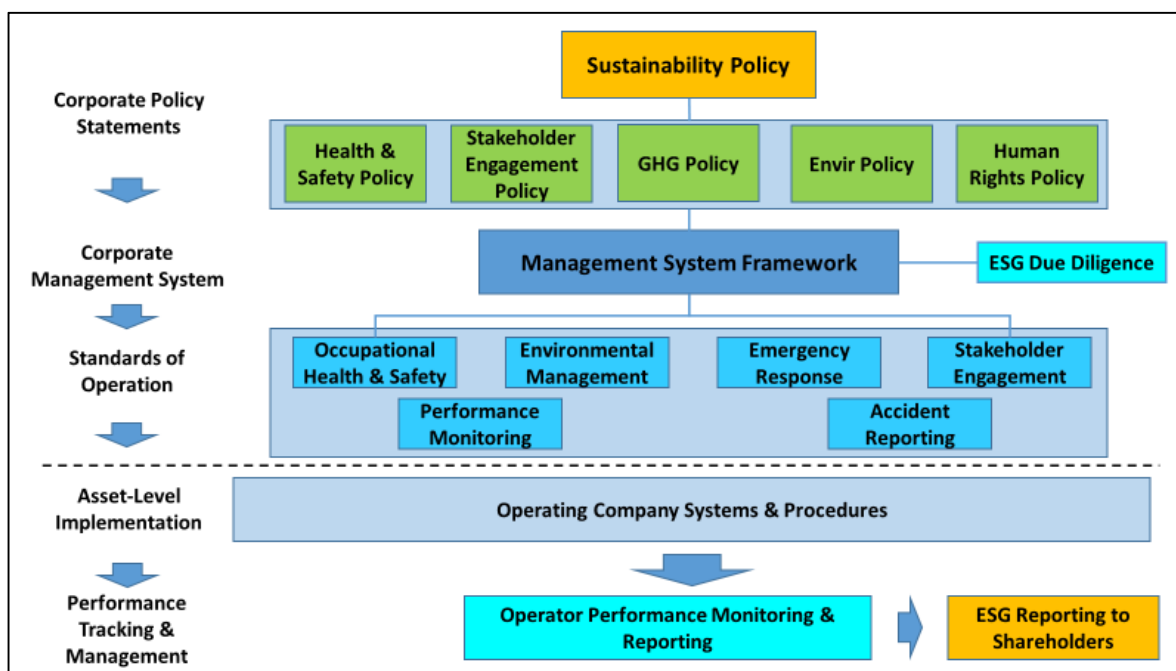 Sustainability Policy
Corporate Policy
Statements
Health &
Safety Policy
Stakeholder
Engagement
Policy
GHG Policy
Envir Policy
Human
Rights Policy
Corporate
Management System
Management System Framework
ESG Due Diligence
Standards of
Operation
Occupational
Health & Safety
Environmental
Management
Emergency
Response
Stakeholder
Engagement
Performance
Monitoring
Accident
Reporting
Asset-Level
Implementation
Operating Company Systems & Procedures
Performance
Tracking &
Management
Operator Performance Monitoring &
Reporting
ESG Reporting to
Shareholders